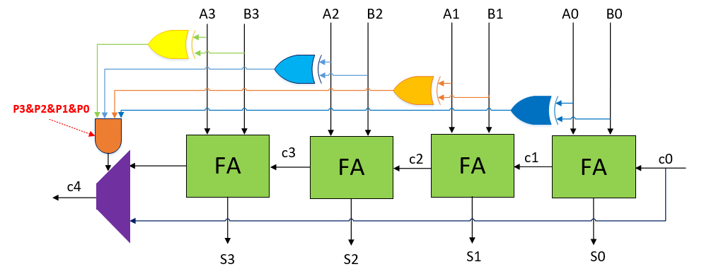 A3 B3 A2 B2 A1 B1 A0 B0
P3&P2&P1&P0
c4 FA c3 FA c2 FA c1 FA c0
S3 S2 S1 S0